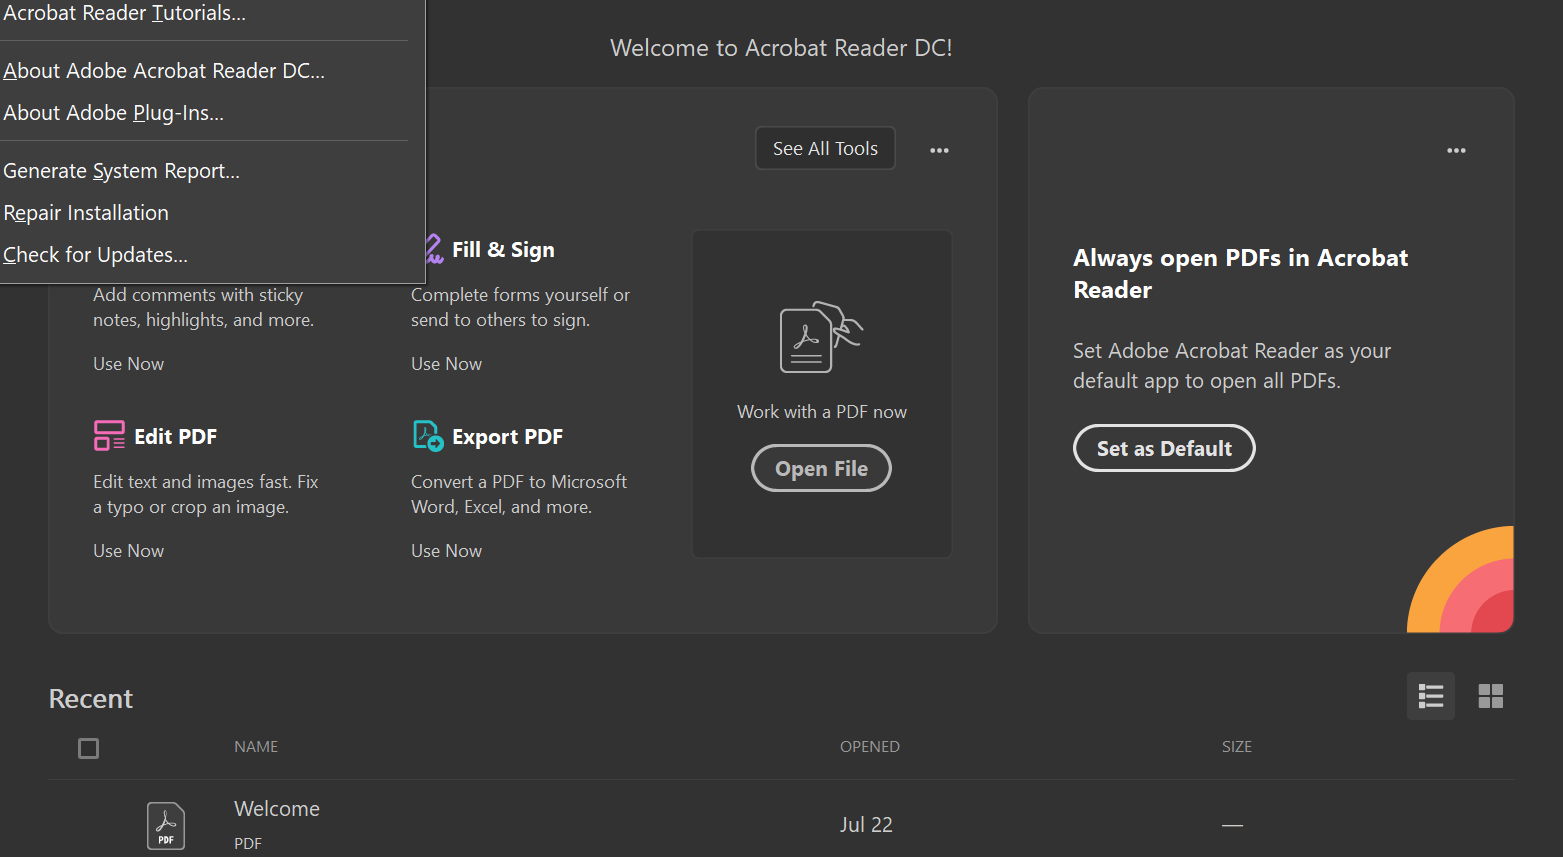 Acrobat Reader Tutorials...
About Adobe Acrobat Reader DC...
About Adobe Plug-Ins...
Generate System Report...
Repair Installation
Check for Updates...
Welcome to Acrobat Reader DC!
See All Tools
Add comments with sticky
notes, highlights, and more.
Use Now
Fill & Sign
Complete forms yourself or
send to others to sign.
Use Now
Edit PDF
Edit text and images fast. Fix
a typo or crop an image.
Use Now
Export PDF
Convert a PDF to Microsoft
Word, Excel, and more.
Use Now
Work with a PDF now
Open File
Always open PDFs in Acrobat
Reader
Set Adobe Acrobat Reader as your
default app to open all PDFs.
Set as Default
Recent
NAME OPENED SIZE
Welcome
PDF
PDF
Jul 22 —